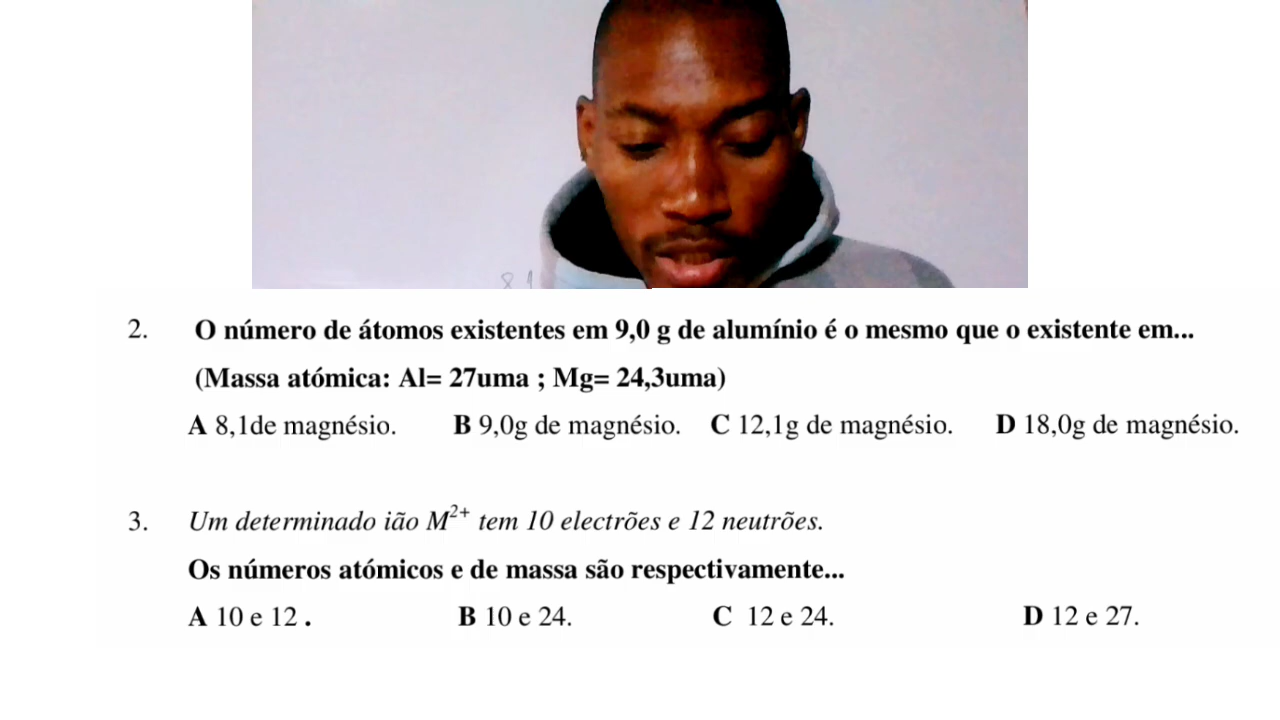 8 1
2. O número de átomos existentes em 9,0 g de alumínio é o mesmo que o existente em...
(Massa atómica: Al= 27uma ; Mg= 24,3uma)
A 8,1de magnésio. B 9,0g de magnésio. C 12,1g de magnésio. D 18,0g de magnésio.
3. Um determinado ião M²⁺ tem 10 electrões e 12 neutrões.
Os números atómicos e de massa são respectivamente...
A 10 e 12 . B 10 e 24. C 12 e 24. D 12 e 27.